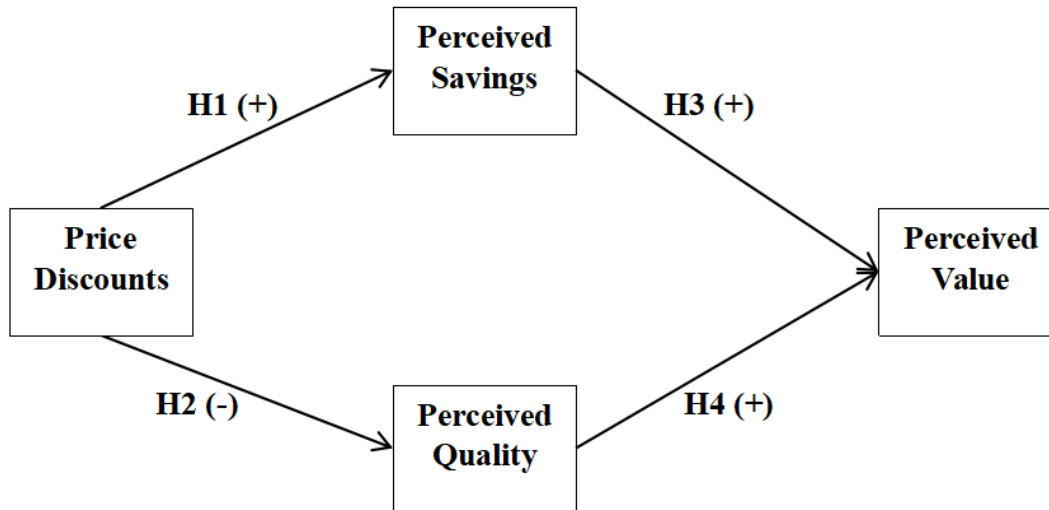 Perceived
Savings
H1 (+)
H3 (+)
Price
Discounts
Perceived
Value
H2 (-)
H4 (+)
Perceived
Quality